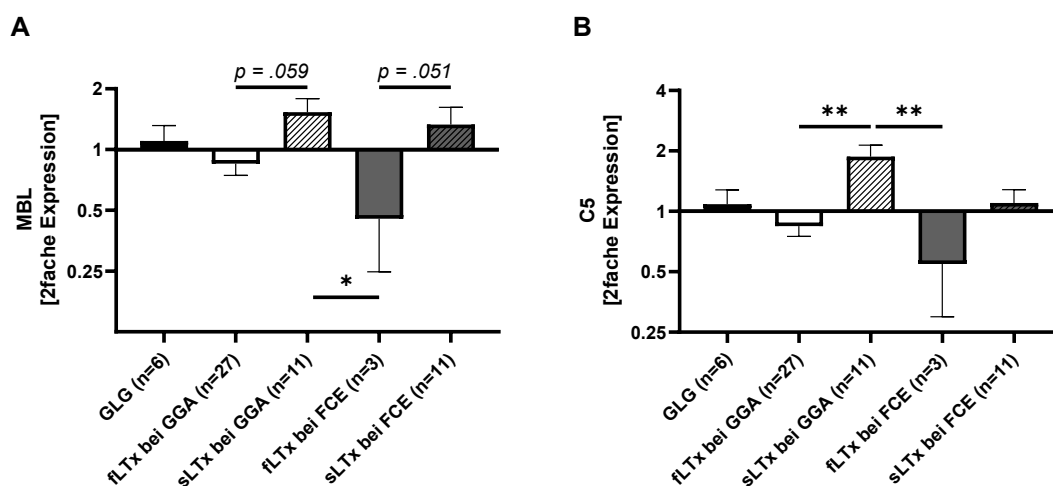 A
p = .059
p = .051
2
1
0.5
0.25
MBL
[2fache Expression]
*
GLG (n=6)
fLTx bei GGA (n=27)
sLTx bei GGA (n=11)
fLTx bei FCE (n=3)
sLTx bei FCE (n=11)
B
**
**
4
2
1
0.5
0.25
C5
[2fache Expression]
GLG (n=6)
fLTx bei GGA (n=27)
sLTx bei GGA (n=11)
fLTx bei FCE (n=3)
sLTx bei FCE (n=11)